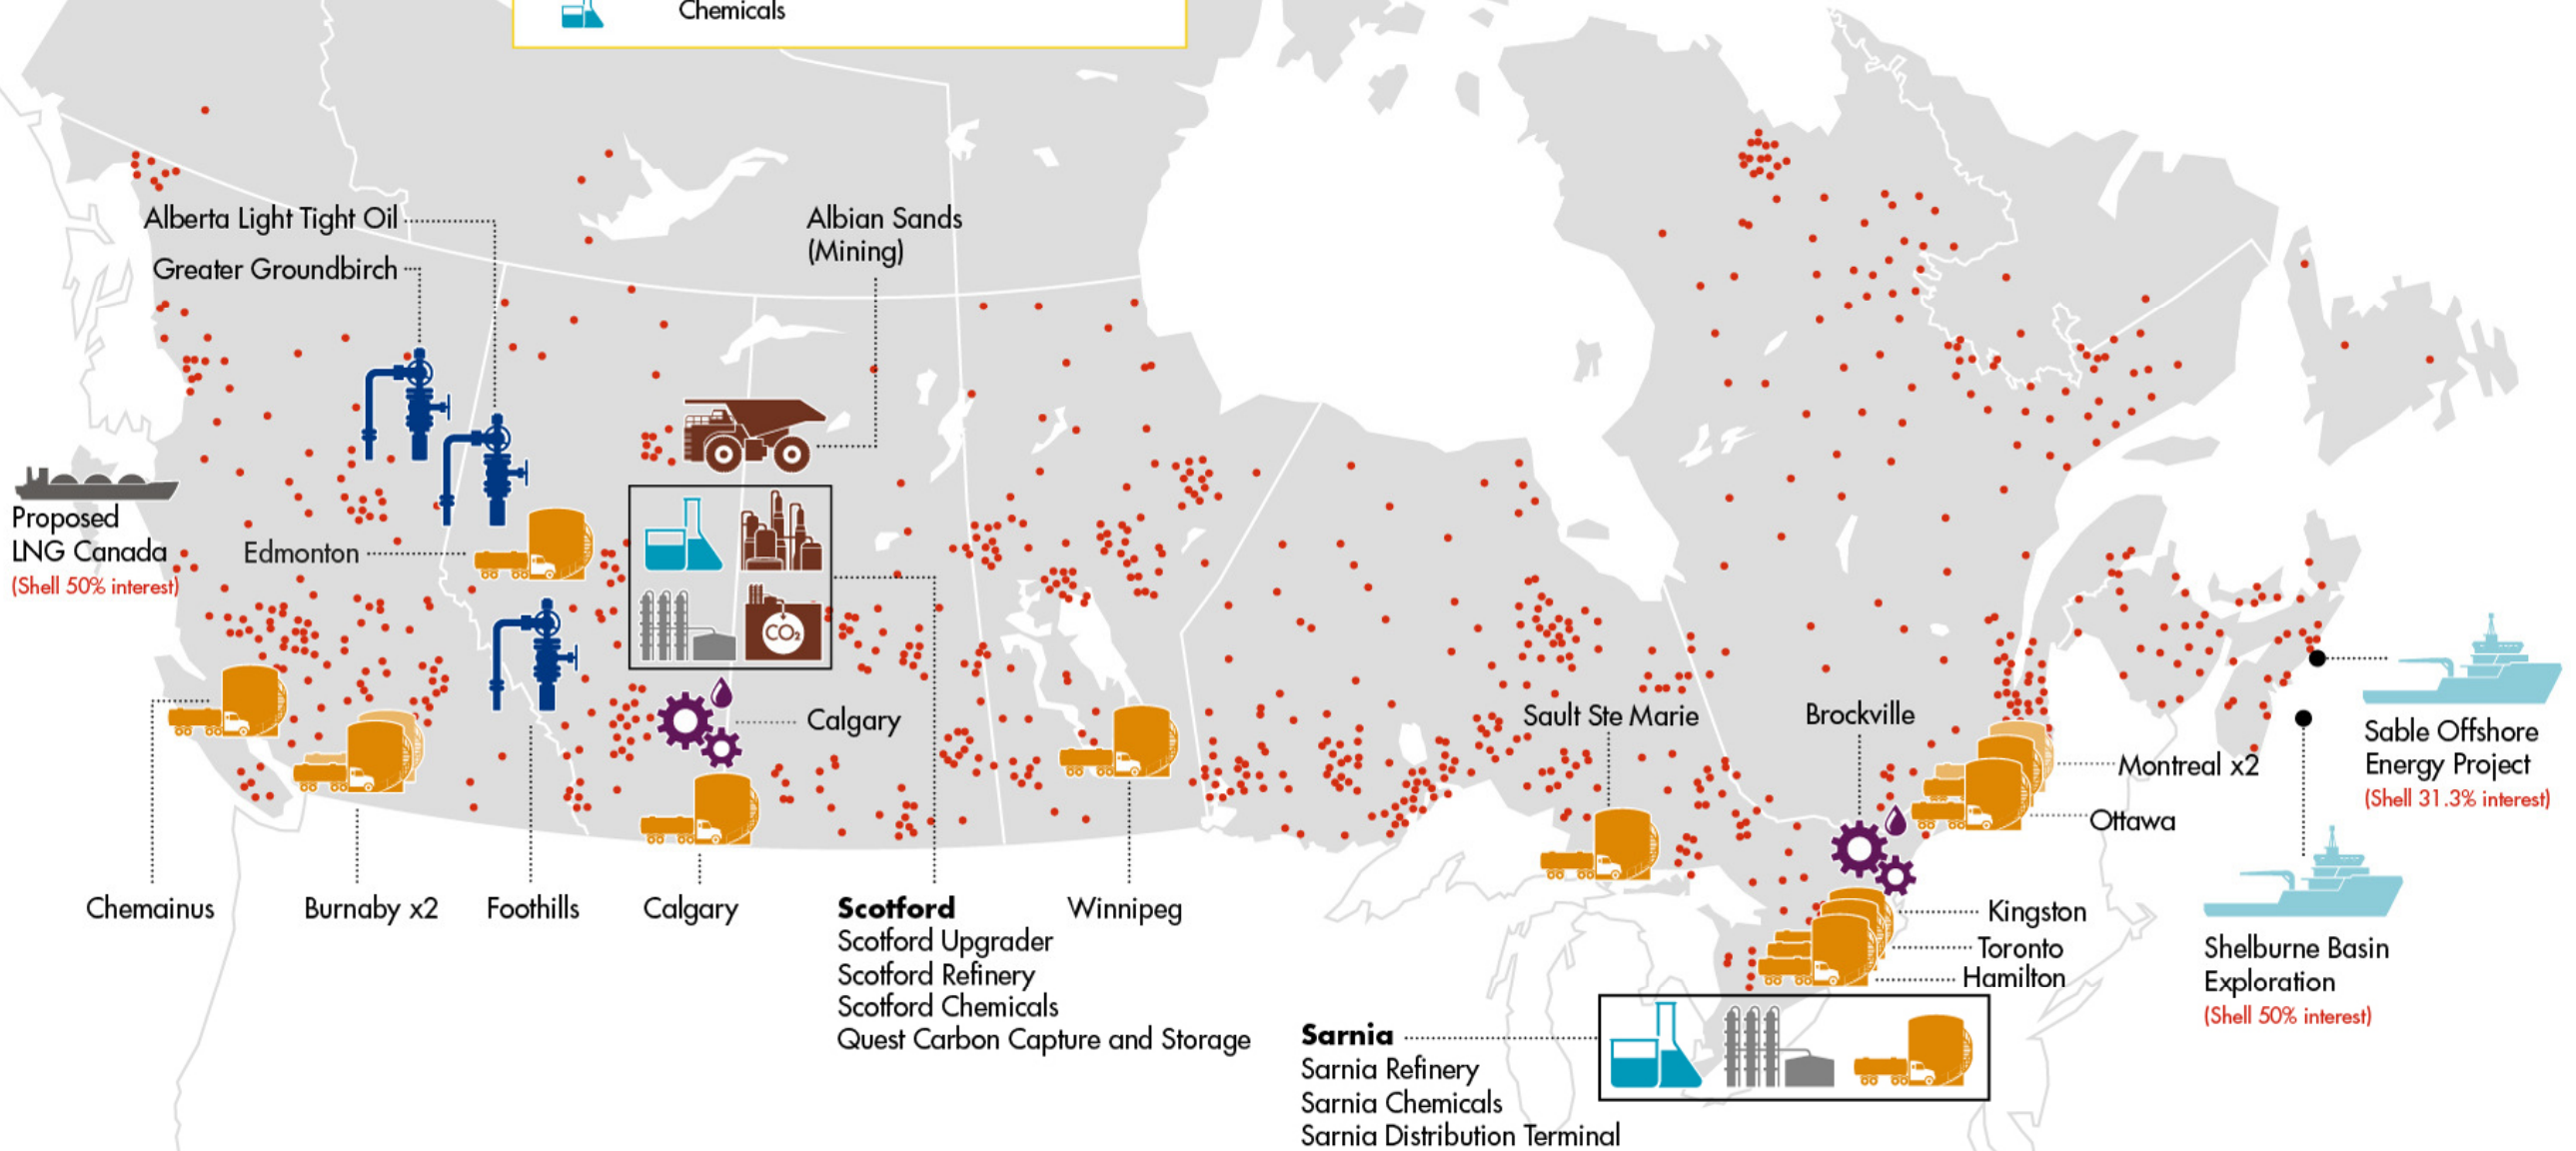 Chemicals
Alberta Light Tight Oil
Greater Groundbirch
Albian Sands
(Mining)
Proposed
LNG Canada
(Shell 50% interest)
Edmonton
CO₂
Calgary
Sault Ste Marie
Brockville
Montreal x2
Ottawa
Sable Offshore
Energy Project
(Shell 31.3% interest)
Chemainus
Burnaby x2
Foothills
Calgary
Scotford
Scotford Upgrader
Scotford Refinery
Scotford Chemicals
Quest Carbon Capture and Storage
Winnipeg
Kingston
Toronto
Hamilton
Shelburne Basin
Exploration
(Shell 50% interest)
Sarnia
Sarnia Refinery
Sarnia Chemicals
Sarnia Distribution Terminal